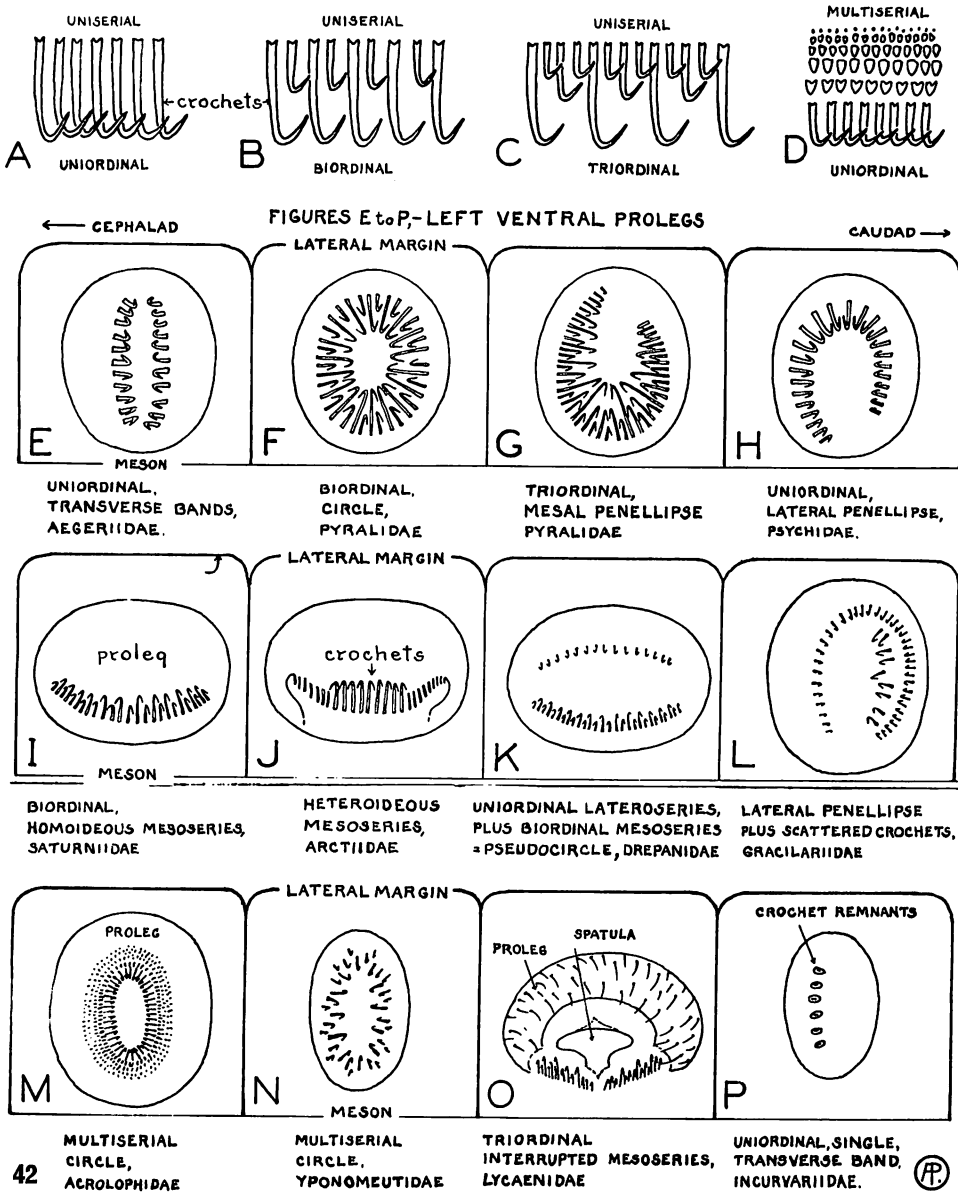 UNISERIAL
UNISERIAL
UNISERIAL
MULTISERIAL
←crochets→
A
UNIORDINAL
B
BIORDINAL
C
TRIORDINAL
D
UNIORDINAL
FIGURES E to P,-LEFT VENTRAL PROLEGS
← CEPHALAD
LATERAL MARGIN
CAUDAD →
E
F
G
H
MESON
UNIORDINAL,
TRANSVERSE BANDS,
AEGERIIDAE.
BIORDINAL,
CIRCLE,
PYRALIDAE
TRIORDINAL,
MESAL PENELLIPSE
PYRALIDAE
UNIORDINAL,
LATERAL PENELLIPSE,
PSYCHIDAE.
LATERAL MARGIN
proleg
crochets
I
J
K
L
MESON
BIORDINAL,
HOMOIDEOUS MESOSERIES,
SATURNIIDAE
HETEROIDEOUS
MESOSERIES,
ARCTIIDAE
UNIORDINAL LATEROSERIES,
PLUS BIORDINAL MESOSERIES
=PSEUDOCIRCLE, DREPANIDAE
LATERAL PENELLIPSE
PLUS SCATTERED CROCHETS,
GRACILARIIDAE
LATERAL MARGIN
PROLEG
PROLEG
SPATULA
CROCHET REMNANTS
M
N
O
P
MESON
MULTISERIAL
CIRCLE,
ACROLOPHIDAE
MULTISERIAL
CIRCLE,
YPONOMEUTIDAE
TRIORDINAL
INTERRUPTED MESOSERIES,
LYCAENIDAE
UNIORDINAL, SINGLE,
TRANSVERSE BAND,
INCURVARIIDAE.
42